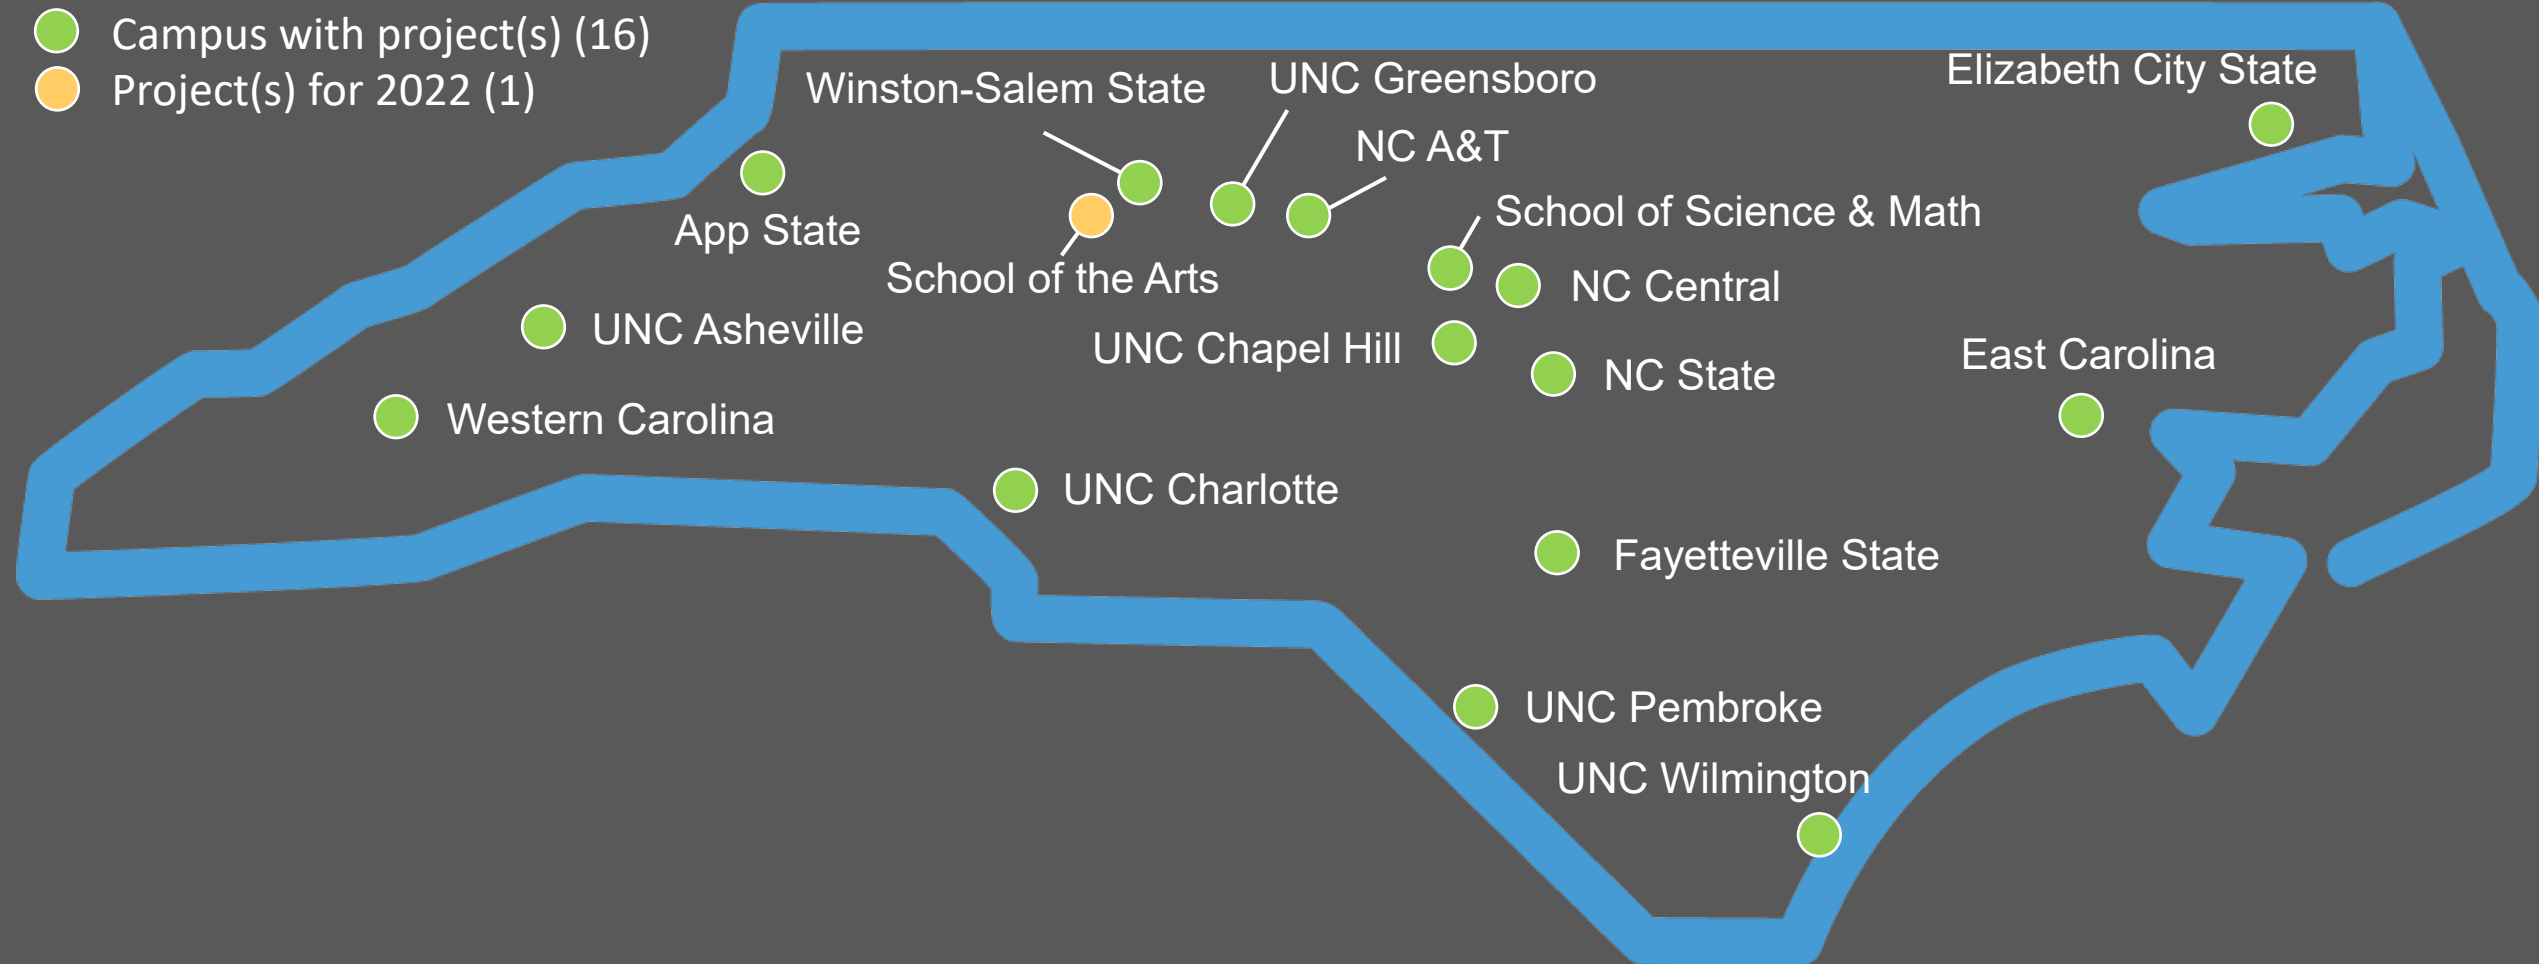 Campus with project(s) (16)
Project(s) for 2022 (1)
Winston-Salem State
UNC Greensboro
Elizabeth City State
NC A&T
App State
School of Science & Math
School of the Arts
NC Central
UNC Asheville
UNC Chapel Hill
NC State
East Carolina
Western Carolina
UNC Charlotte
Fayetteville State
UNC Pembroke
UNC Wilmington